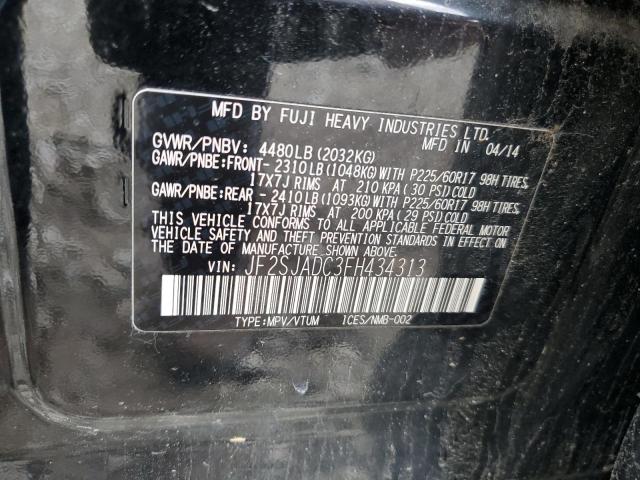 MFD BY FUJI HEAVY INDUSTRIES LTD.
MFD IN 04/14
GVWR/PNBV: 4480LB(2032KG)
GAWR/PNBE:FRONT- 2310LB(1048KG)WITH P225/60R17 98H TIRES,
17X7J RIMS AT 210 KPA(30 PSI)COLD
GAWR/PNBE:REAR - 2410LB(1093KG)WITH P225/60R17 98H TIRES,
17X7J RIMS AT 200 KPA(29 PSI)COLD
THIS VEHICLE CONFORMS TO ALL APPLICABLE FEDERAL MOTOR
VEHICLE SAFETY AND THEFT PREVENTION STANDARDS IN EFFECT ON
THE DATE OF MANUFACTURE SHOWN ABOVE.
VIN: JF2SJADC3FH434313
TYPE:MPV/VTUM ICES/NMB-002